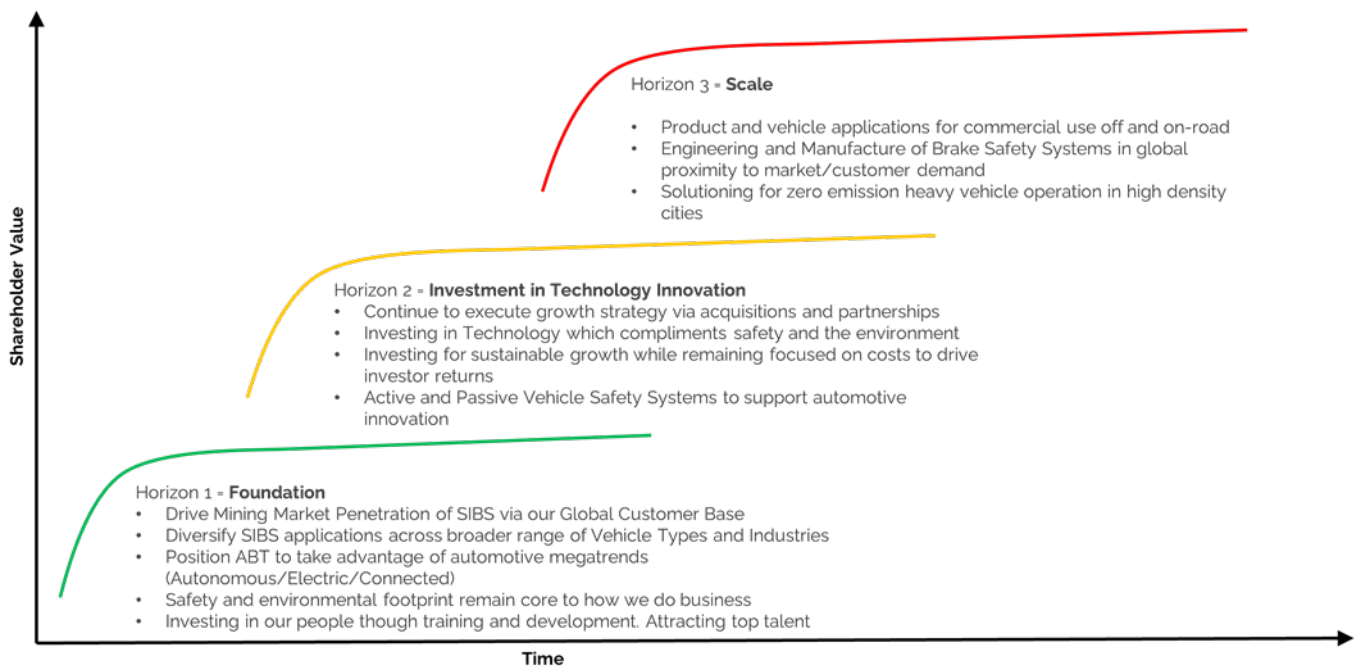 Shareholder Value
Horizon 3 = Scale
• Product and vehicle applications for commercial use off and on-road
• Engineering and Manufacture of Brake Safety Systems in global
proximity to market/customer demand
• Solutioning for zero emission heavy vehicle operation in high density
cities
Horizon 2 = Investment in Technology Innovation
• Continue to execute growth strategy via acquisitions and partnerships
• Investing in Technology which compliments safety and the environment
• Investing for sustainable growth while remaining focused on costs to drive
investor returns
• Active and Passive Vehicle Safety Systems to support automotive
innovation
Horizon 1 = Foundation
• Drive Mining Market Penetration of SIBS via our Global Customer Base
• Diversify SIBS applications across broader range of Vehicle Types and Industries
• Position ABT to take advantage of automotive megatrends
(Autonomous/Electric/Connected)
• Safety and environmental footprint remain core to how we do business
• Investing in our people though training and development. Attracting top talent
Time